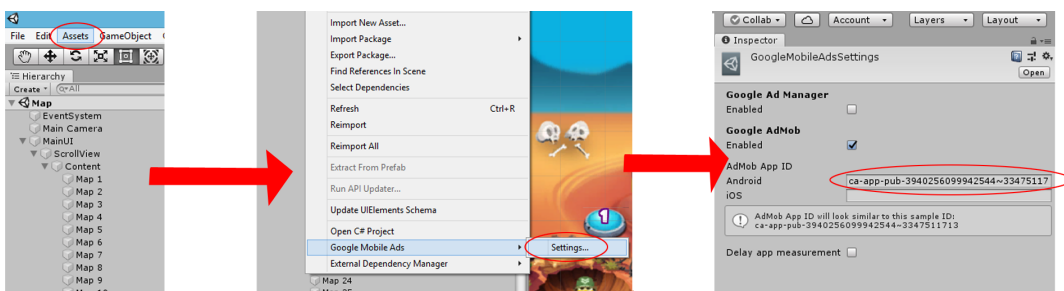 File Edit Assets GameObject
Hierarchy
Create All
Map
EventSystem
Main Camera
MainUI
ScrollView
Content
Map 1
Map 2
Map 3
Map 4
Map 5
Map 6
Map 7
Map 8
Map 9
Import New Asset...
Import Package
Export Package...
Find References In Scene
Select Dependencies
Refresh Ctrl+R
Reimport
Reimport All
Extract From Prefab
Run API Updater...
Update UIElements Schema
Open C# Project
Google Mobile Ads
Settings...
External Dependency Manager
Map 24
1
Collab Account Layers Layout
Inspector
GoogleMobileAdsSettings
Open
Google Ad Manager
Enabled
Google AdMob
Enabled
AdMob App ID
Android ca-app-pub-3940256099942544~33475117
iOS
AdMob App ID will look similar to this sample ID:
ca-app-pub-3940256099942544~3347511713
Delay app measurement